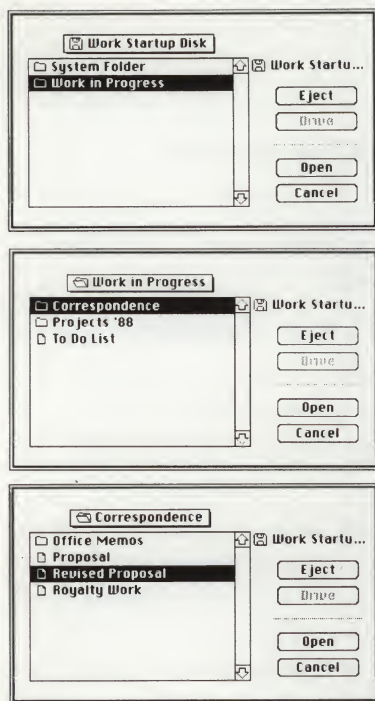 Work Startup Disk
System Folder
Work in Progress
Work Startu...
Eject
Drive
Open
Cancel
Work in Progress
Correspondence
Projects '88
To Do List
Work Startu...
Eject
Drive
Open
Cancel
Correspondence
Office Memos
Proposal
Revised Proposal
Royalty Work
Work Startu...
Eject
Drive
Open
Cancel